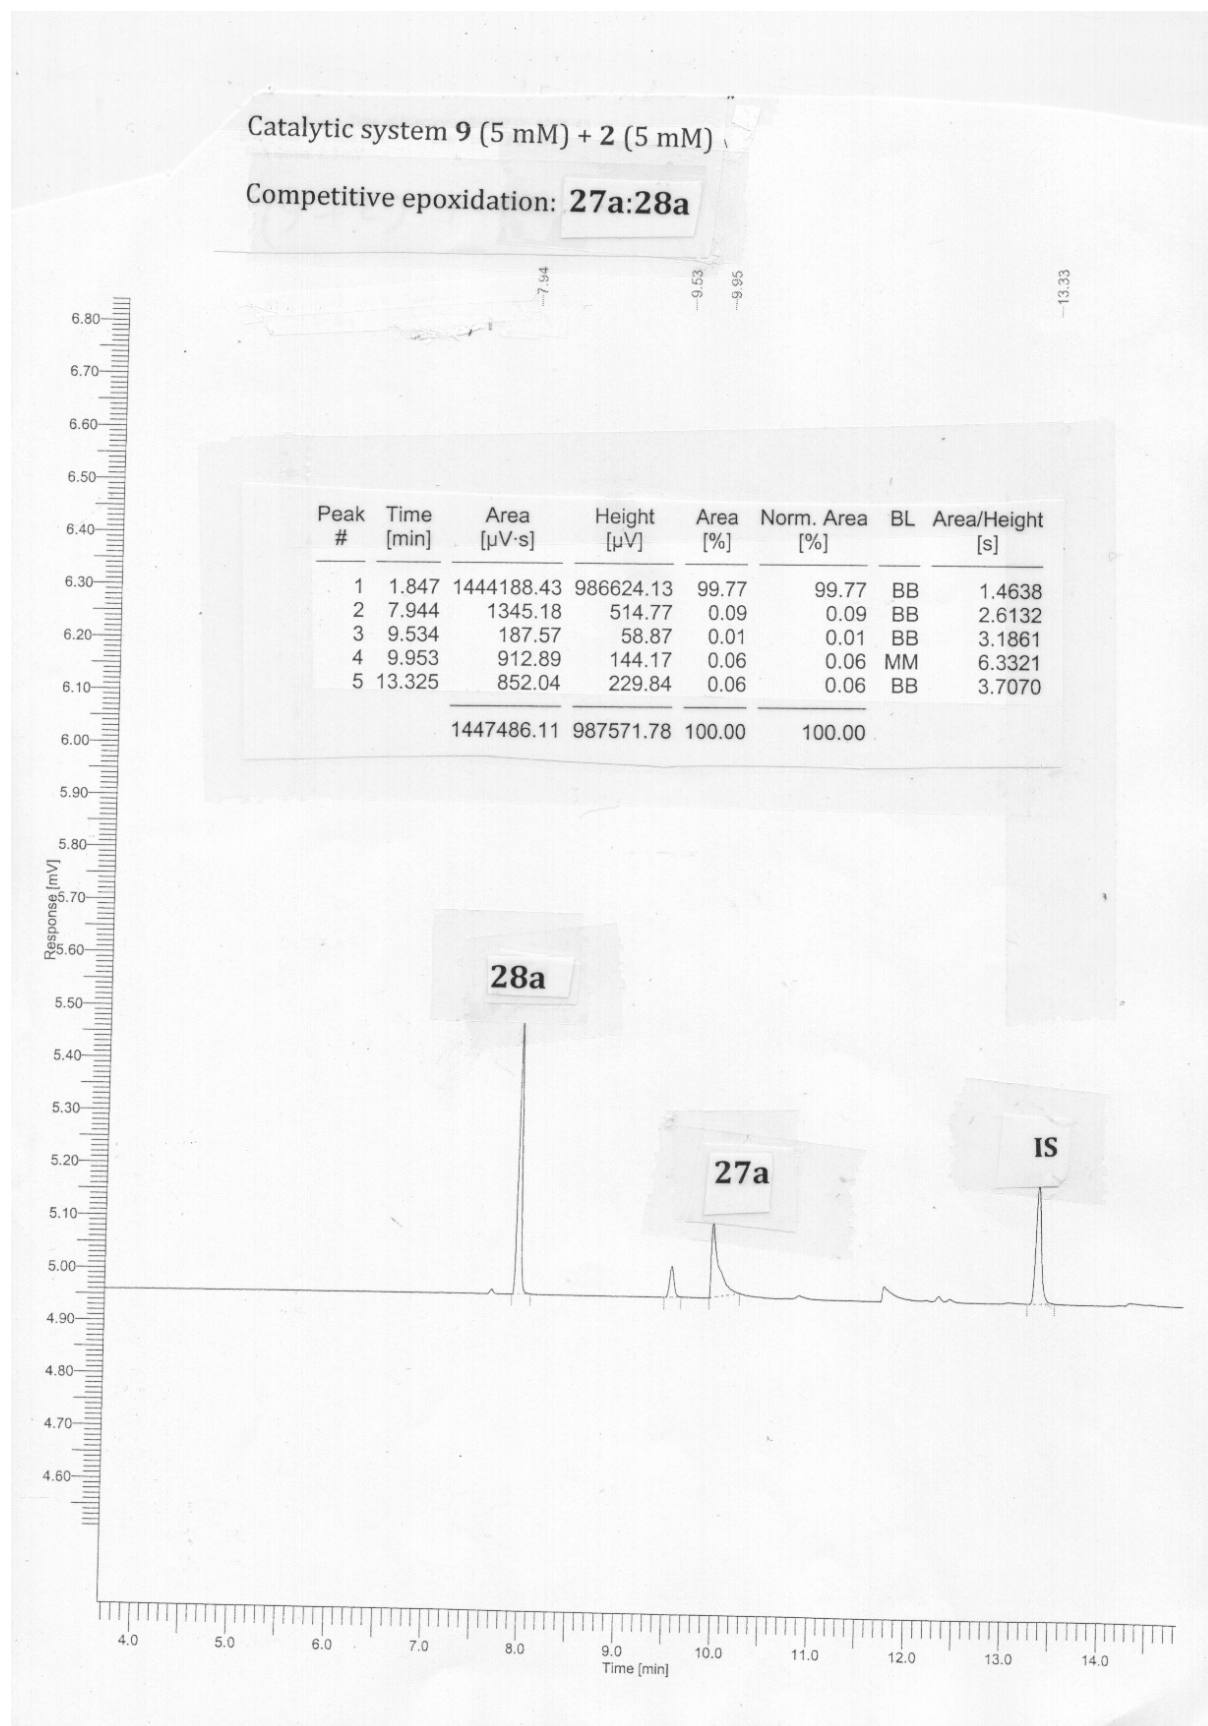 Catalytic system 9 (5 mM) + 2 (5 mM)
Competitive epoxidation: 27a:28a
7.94
9.53
9.95
13.33
Peak Time Area Height Area Norm. Area BL Area/Height
# [min] [µV·s] [µV] [%] [%] [s]
1 1.847 1444188.43 986624.13 99.77 99.77 BB 1.4638
2 7.944 1345.18 514.77 0.09 0.09 BB 2.6132
3 9.534 187.57 58.87 0.01 0.01 BB 3.1861
4 9.953 912.89 144.17 0.06 0.06 MM 6.3321
5 13.325 852.04 229.84 0.06 0.06 BB 3.7070
1447486.11 987571.78 100.00 100.00
6.80
6.70
6.60
6.50
6.40
6.30
6.20
6.10
6.00
5.90
5.80
5.70
5.60
5.50
5.40
5.30
5.20
5.10
5.00
4.90
4.80
4.70
4.60
Response [mV]
28a
27a
IS
4.0 5.0 6.0 7.0 8.0 9.0 10.0 11.0 12.0 13.0 14.0
Time [min]